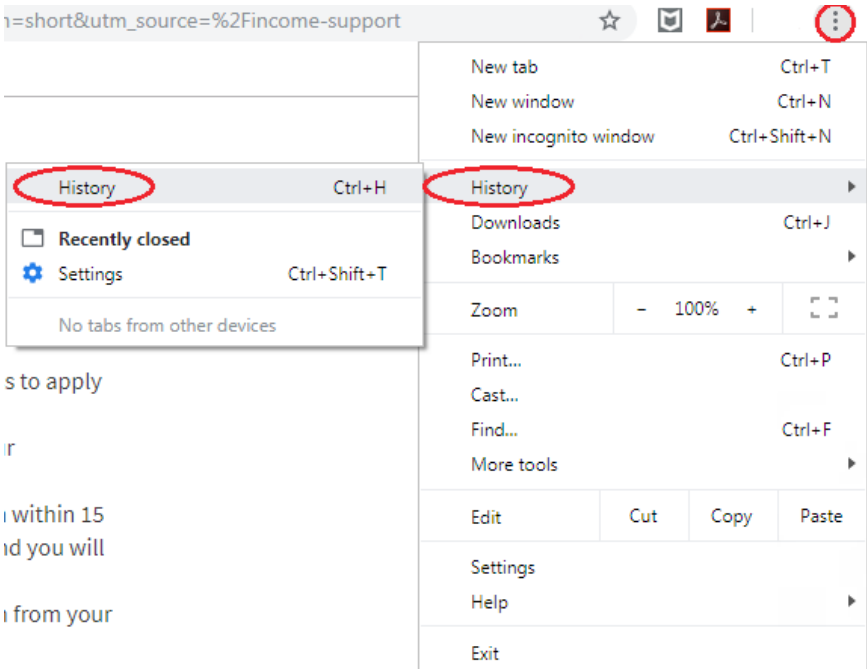 n=short&utm_source=%2Fincome-support
New tab Ctrl+T
New window Ctrl+N
New incognito window Ctrl+Shift+N
History
Downloads Ctrl+J
Bookmarks
Zoom - 100% +
Print... Ctrl+P
Cast...
Find... Ctrl+F
More tools
Edit Cut Copy Paste
Settings
Help
Exit
History Ctrl+H
Recently closed
Settings Ctrl+Shift+T
No tabs from other devices
s to apply
r
within 15
nd you will
from your